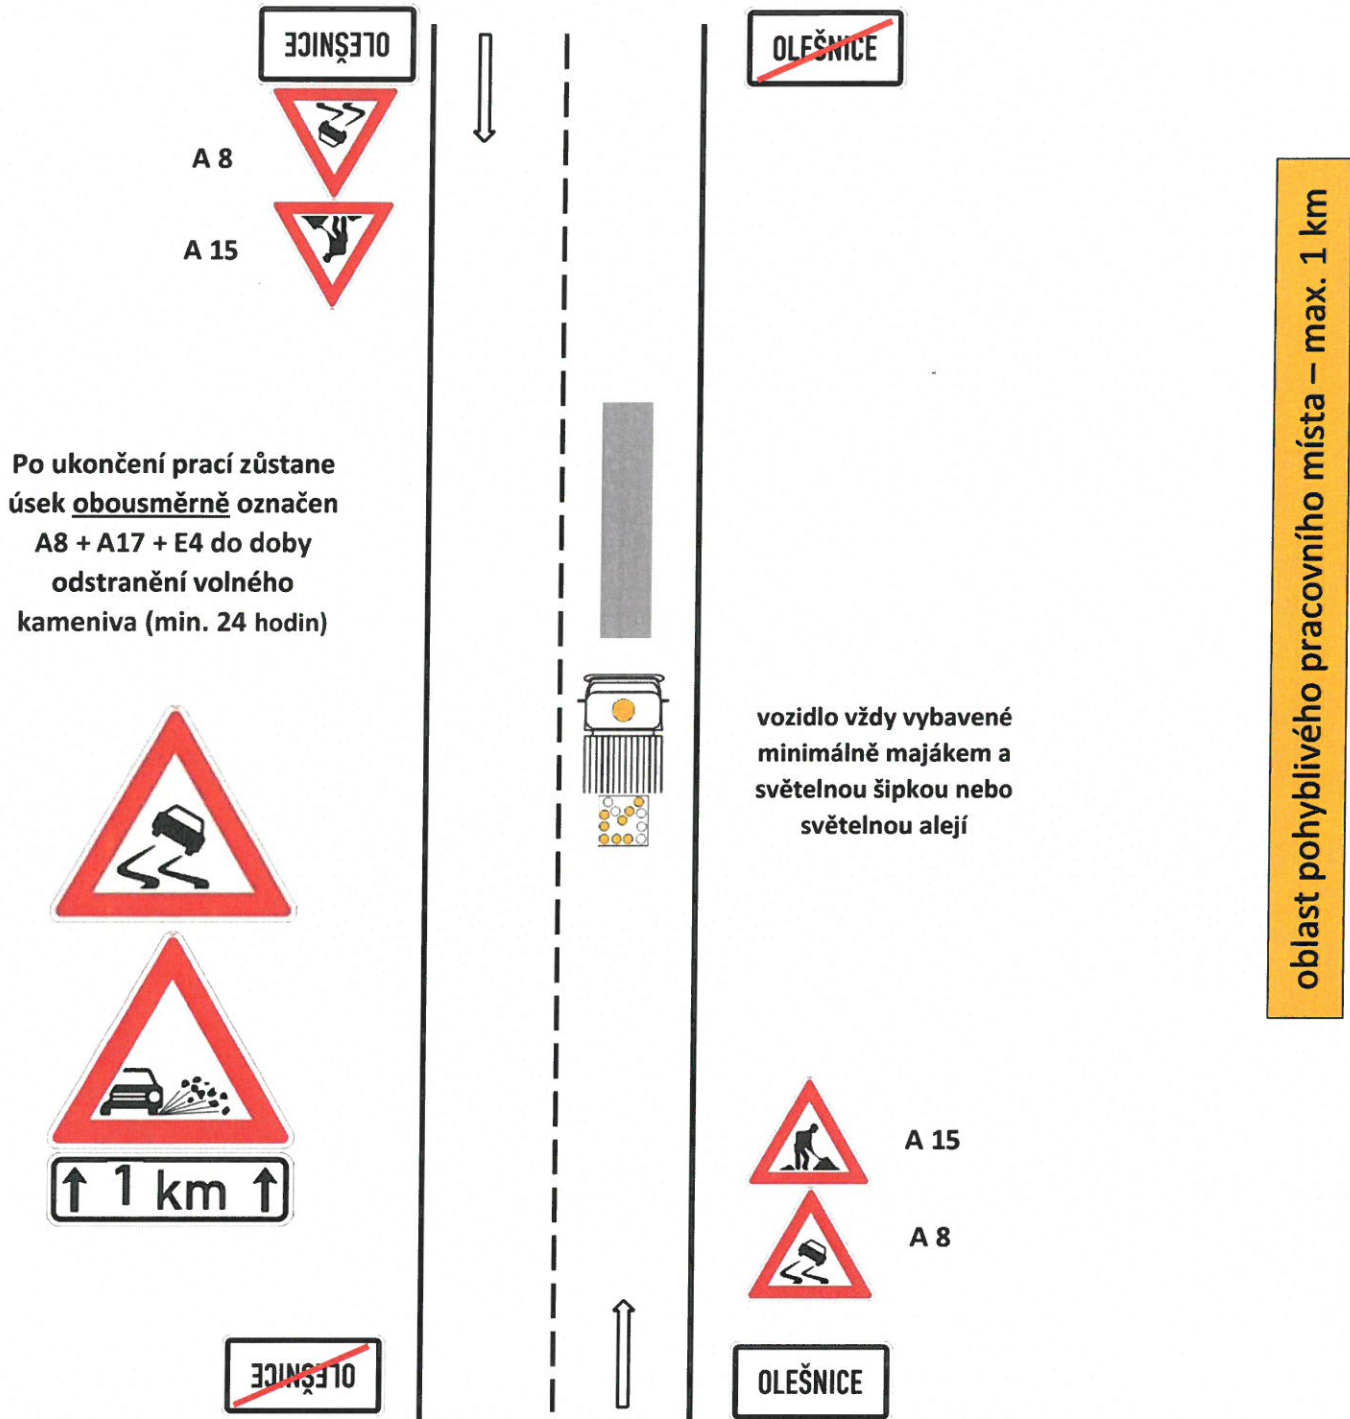 OLEŠNICE
OLEŠNICE
A 8
A 15
oblast pohyblivého pracovního místa – max. 1 km
Po ukončení prací zůstane
úsek obousměrně označen
A8 + A17 + E4 do doby
odstranění volného
kameniva (min. 24 hodin)
vozidlo vždy vybavené
minimálně majákem a
světelnou šipkou nebo
světelnou alejí
↑ 1 km ↑
A 15
A 8
OLEŠNICE
OLEŠNICE